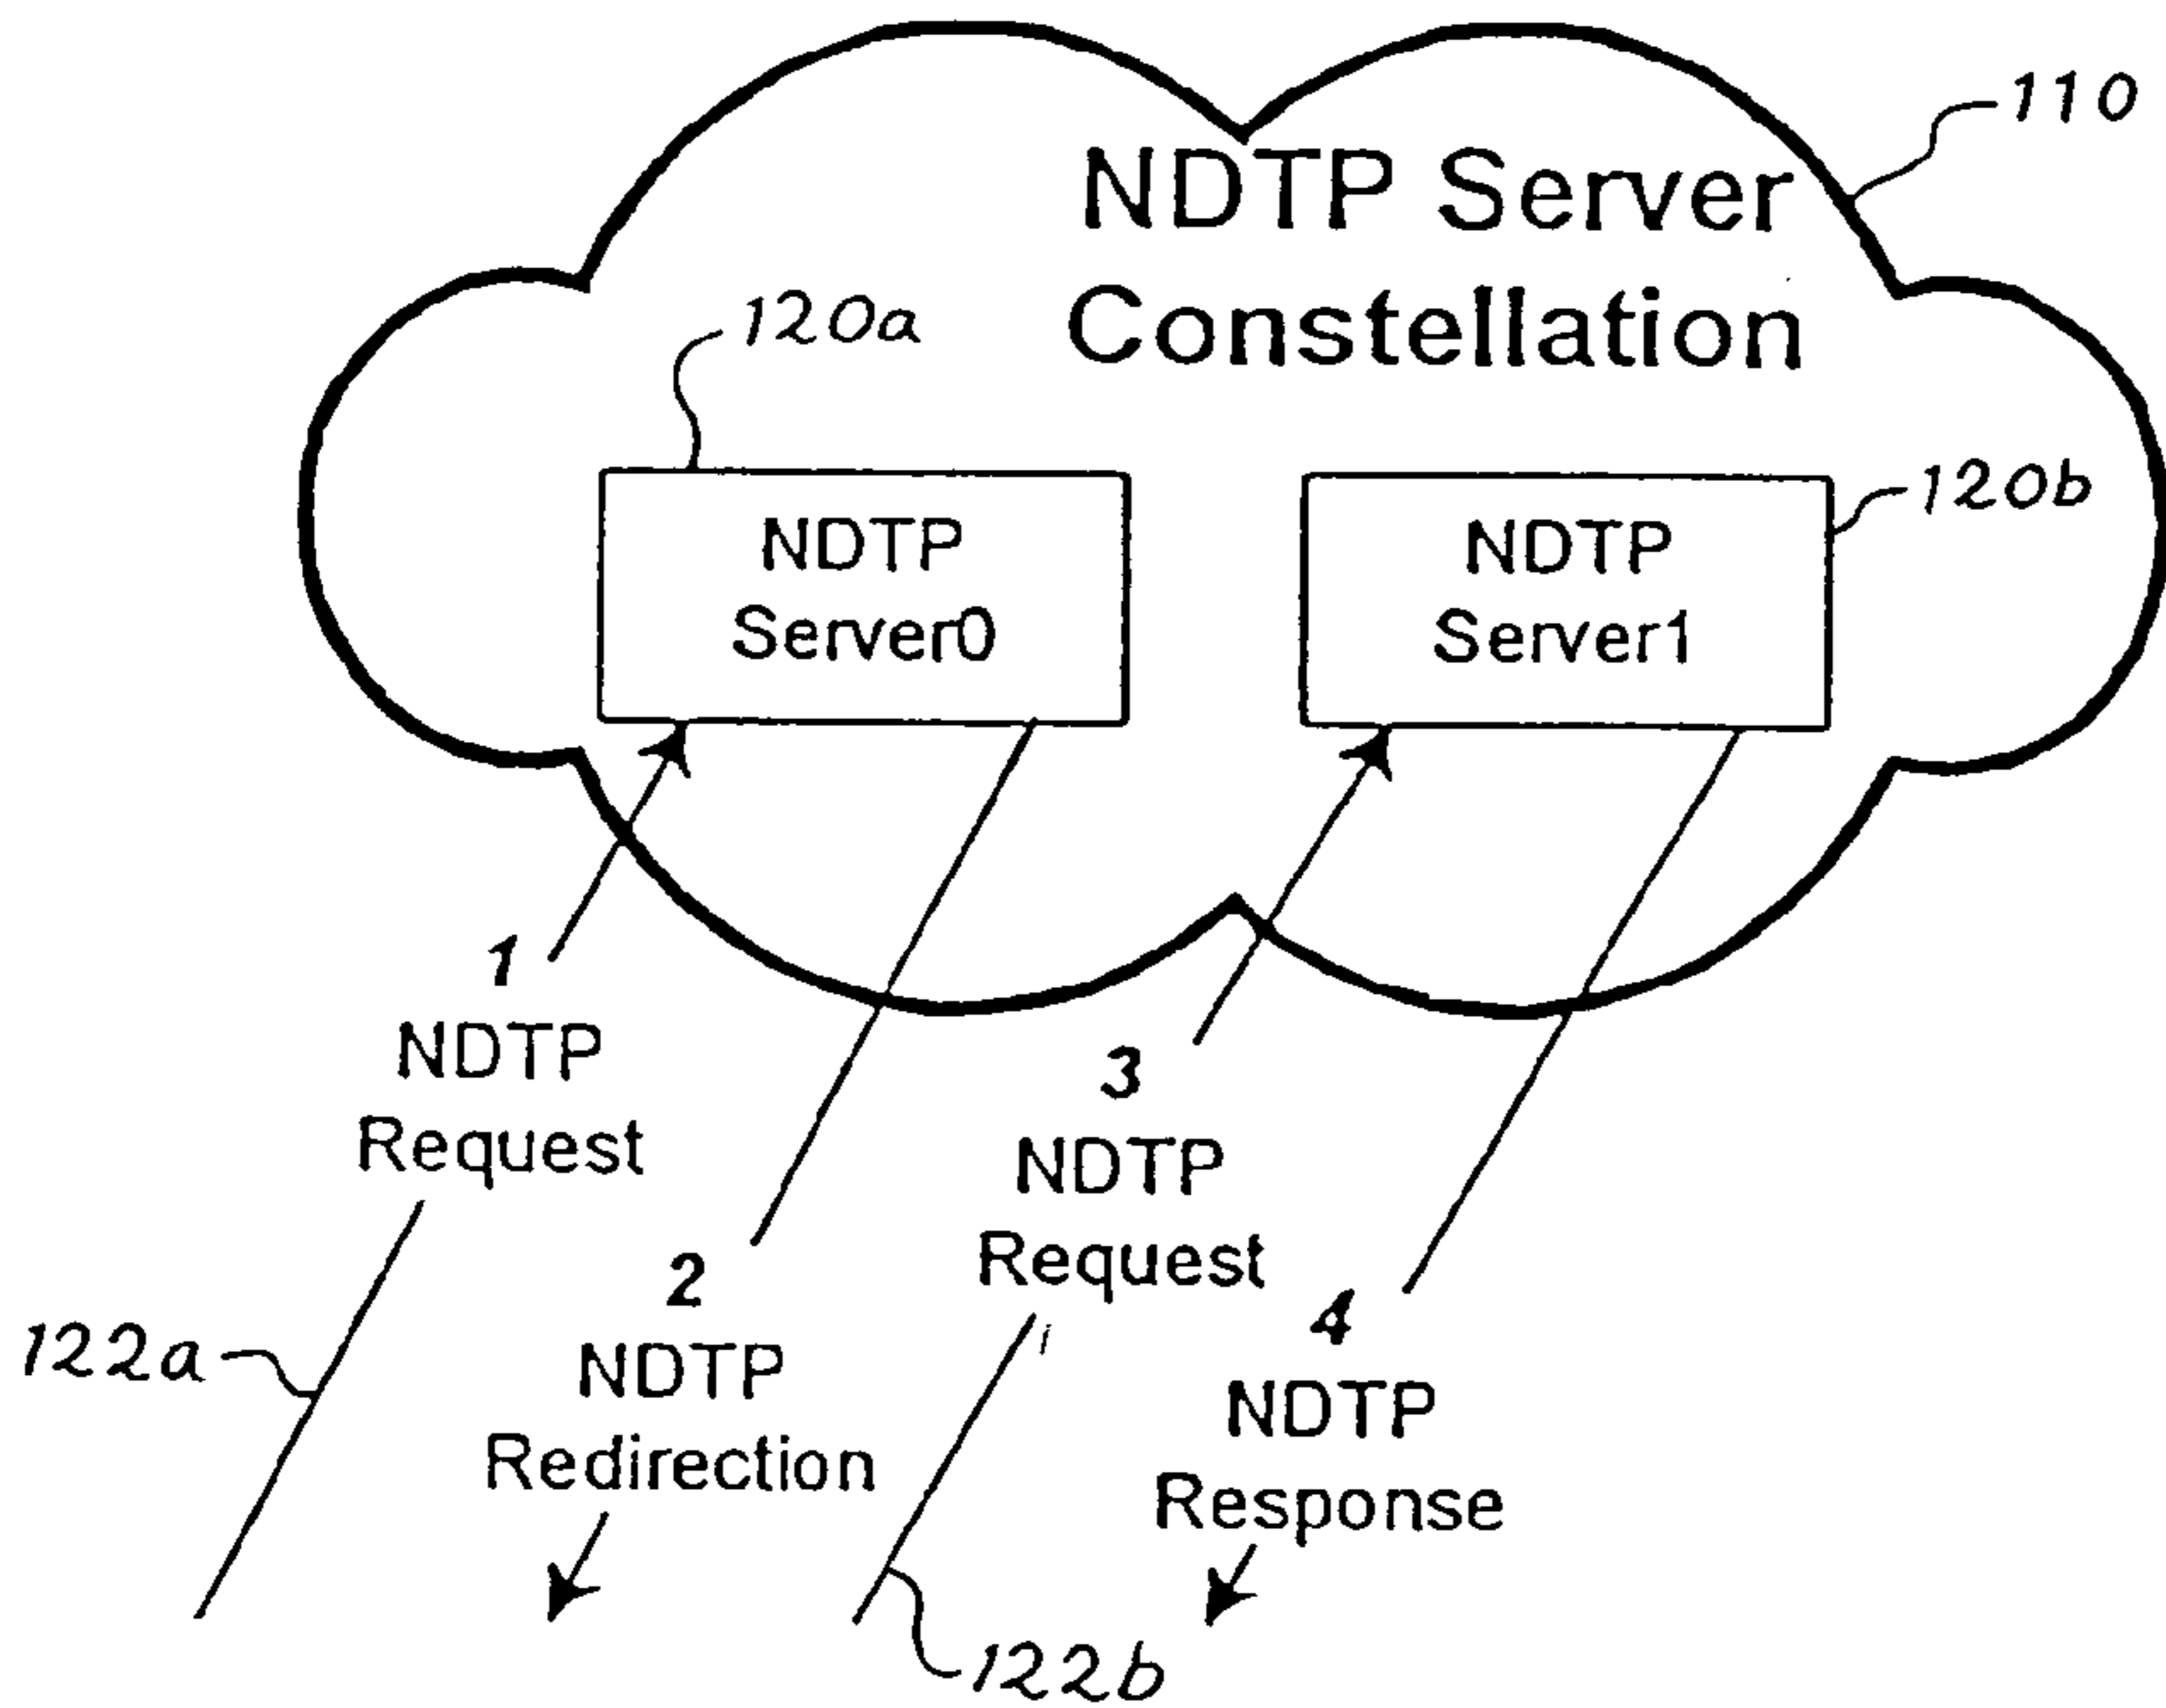 110
NDTP Server
Constellation
120a
120b
NDTP
Server0
NDTP
Server1
1
NDTP
Request
2
NDTP
Redirection
3
NDTP
Request
4
NDTP
Response
122a
122b